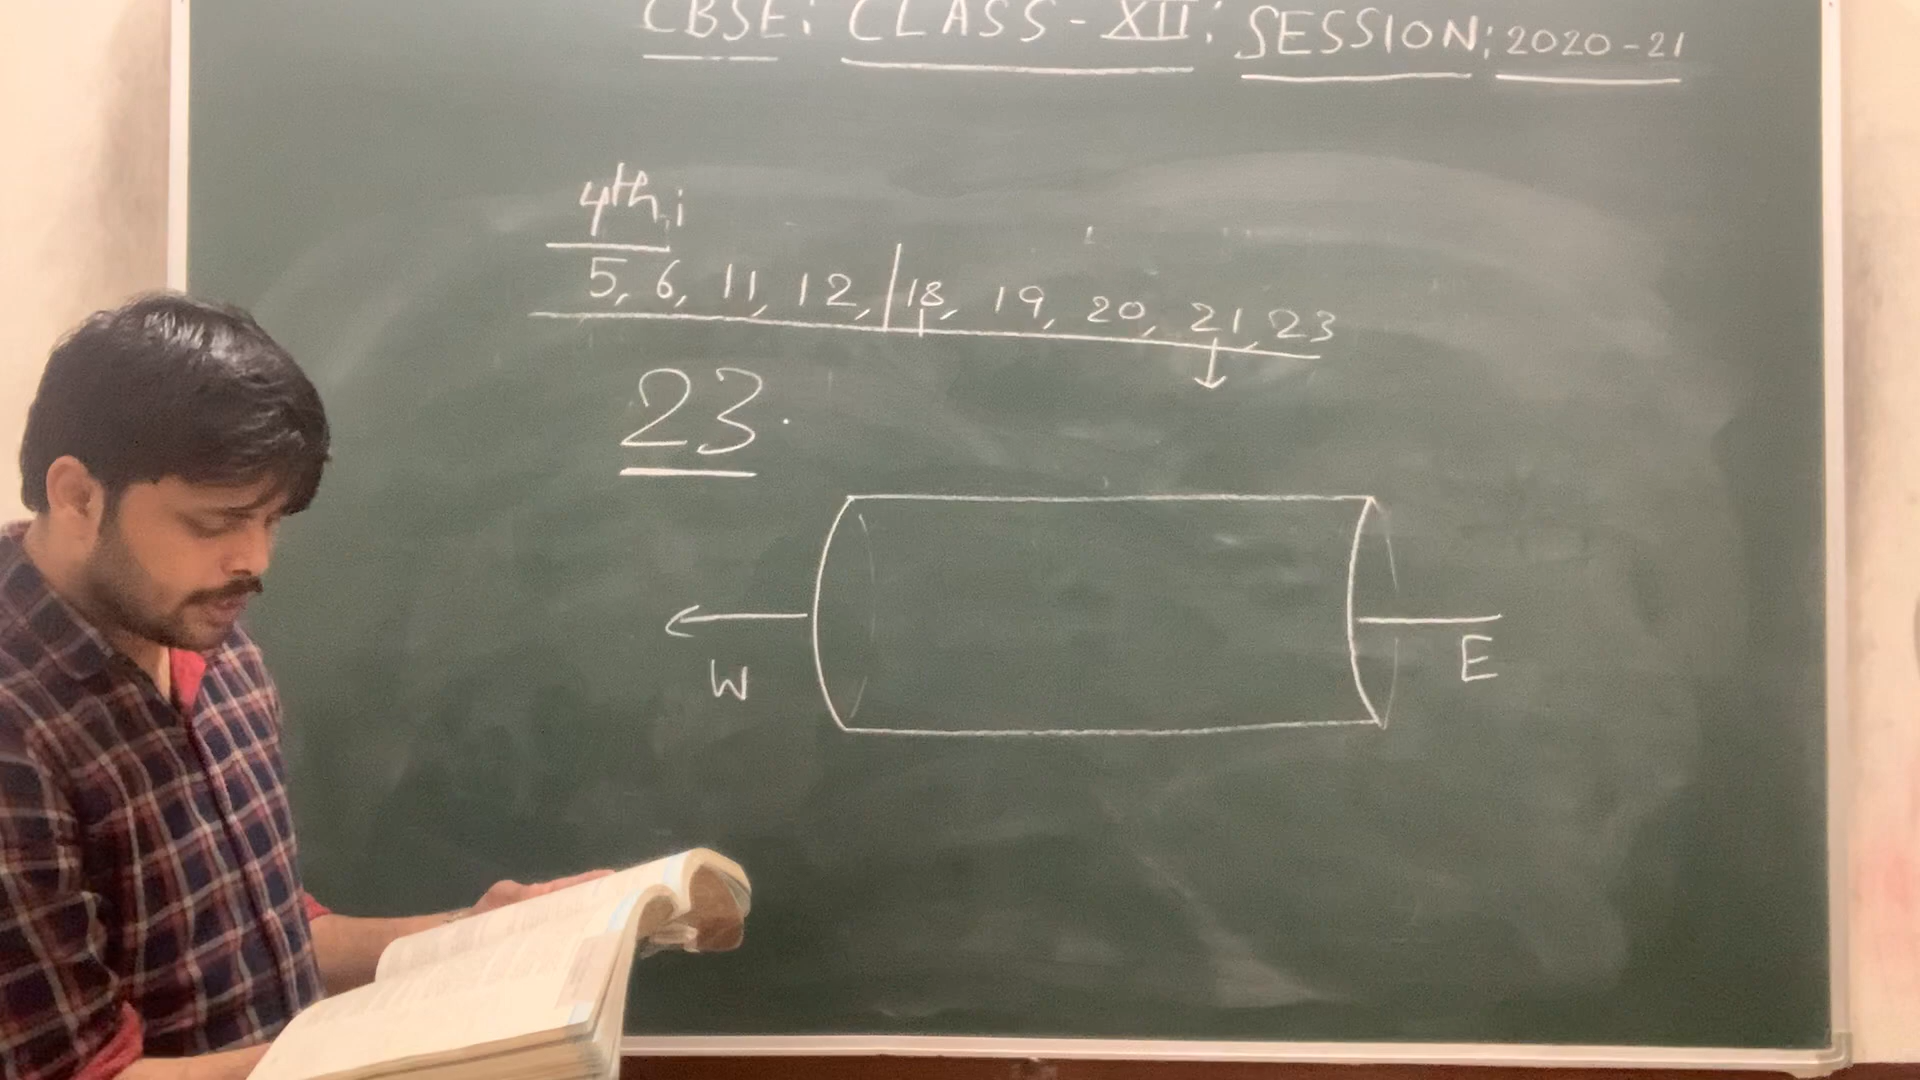 CBSE: CLASS-XII: SESSION: 2020-21
4th:
5, 6, 11, 12, 18, 19, 20, 21, 23
23.
W
E